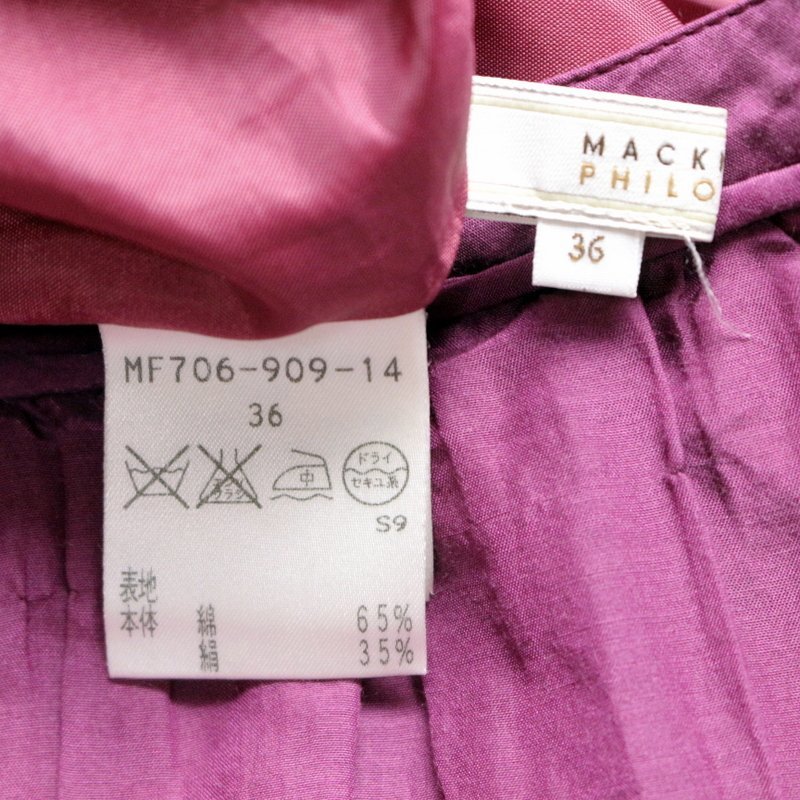 MACK
PHILO
36
MF706-909-14
36
中
ドライ
セキユ系
S9
表地
本体 綿 65%
絹 35%